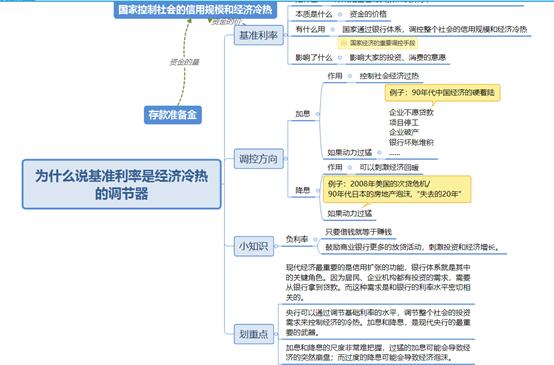 国家控制社会的信用规模和经济冷热
资金的价
资金的量
存款准备金
为什么说基准利率是经济冷热
的调节器
基准利率
本质是什么
资金的价格
有什么用
国家通过银行体系，调控整个社会的信用规模和经济冷热
国家经济的重要调控手段
影响了什么
影响大家的投资、消费的意愿
调控方向
加息
作用
控制社会经济过热
例子：90年代中国经济的硬着陆
企业不愿贷款
项目停工
企业破产
银行坏账堆积
如果动力过猛
......
降息
作用
可以刺激经济回暖
例子：2008年美国的次贷危机/
90年代日本的房地产泡沫，“失去的20年”
如果动力过猛
小知识
负利率
只要借钱就等于赚钱
鼓励商业银行更多的放贷活动，刺激投资和经济增长。
划重点
现代经济最重要的是信用扩张的功能，银行体系就是其中
的关键角色。因为居民、企业机构都有投资的需求，需要
从银行拿到贷款。而这种需求是和银行的利率水平密切相
关的。
央行可以通过调节基础利率的水平，调节整个社会的投资
需求来控制经济的冷热。加息和降息，是现代央行的最重
要的武器。
加息和降息的尺度非常难把握，过猛的加息可能会导致经
济的突然崩盘；而过度的降息可能会导致经济泡沫。